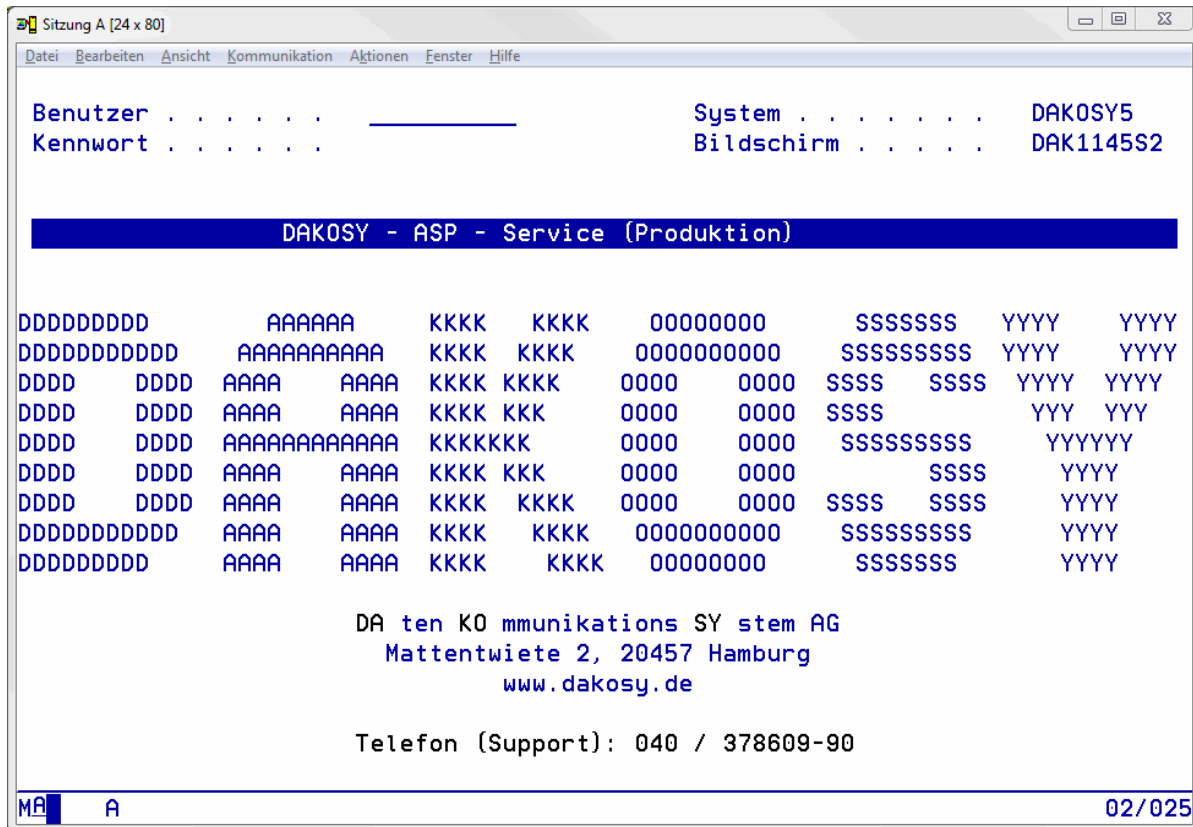 Sitzung A [24 x 80]
Datei Bearbeiten Ansicht Kommunikation Aktionen Fenster Hilfe
Benutzer . . . . . . __________ System . . . . . . . DAKOSY5
Kennwort . . . . . . Bildschirm . . . . . DAK1145S2
DAKOSY - ASP - Service (Produktion)
DDDDDDDDD        AAAAAA     KKKK   KKKK    OOOOOOOO      SSSSSSS   YYYY    YYYY
DDDDDDDDDDD    AAAAAAAAAA   KKKK  KKKK    OOOOOOOOOO    SSSSSSSSS  YYYY    YYYY
DDDD    DDDD  AAAA    AAAA  KKKK KKKK    OOOO    OOOO  SSSS   SSSS  YYYY  YYYY
DDDD    DDDD  AAAA    AAAA  KKKK KKK     OOOO    OOOO  SSSS          YYY  YYY
DDDD    DDDD  AAAAAAAAAAAA  KKKKKKK      OOOO    OOOO   SSSSSSSSS     YYYYYY
DDDD    DDDD  AAAA    AAAA  KKKK KKK     OOOO    OOOO         SSSS     YYYY
DDDD    DDDD  AAAA    AAAA  KKKK  KKKK   OOOO    OOOO  SSSS   SSSS     YYYY
DDDDDDDDDDD   AAAA    AAAA  KKKK   KKKK   OOOOOOOOOO    SSSSSSSSS      YYYY
DDDDDDDDD     AAAA    AAAA  KKKK    KKKK   OOOOOOOO      SSSSSSS       YYYY
DA ten KO mmunikations SY stem AG
Mattentwiete 2, 20457 Hamburg
www.dakosy.de
Telefon (Support): 040 / 378609-90
MA A 02/025